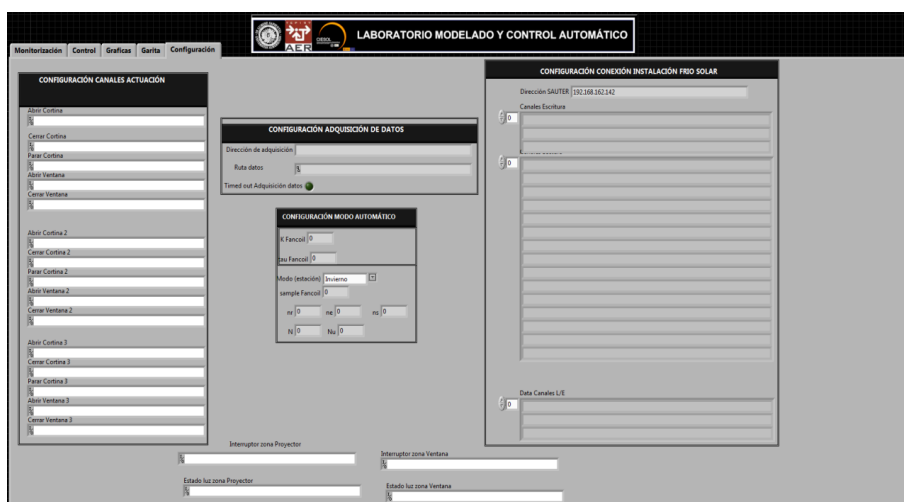 AER
CIESOL
LABORATORIO MODELADO Y CONTROL AUTOMÁTICO
Monitorización Control Graficas Garita Configuración
CONFIGURACIÓN CANALES ACTUACIÓN
Abrir Cortina
Cerrar Cortina
Parar Cortina
Abrir Ventana
Cerrar Ventana
Abrir Cortina 2
Cerrar Cortina 2
Parar Cortina 2
Abrir Ventana 2
Cerrar Ventana 2
Abrir Cortina 3
Cerrar Cortina 3
Parar Cortina 3
Abrir Ventana 3
Cerrar Ventana 3
CONFIGURACIÓN ADQUISICIÓN DE DATOS
Dirección de adquisición
Ruta datos
Timed out Adquisición datos
CONFIGURACIÓN MODO AUTOMÁTICO
K Fancoil 0
tau Fancoil 0
Modo (estación) Invierno
sample Fancoil 0
nr 0 ne 0 ns 0
N 0 Nu 0
CONFIGURACIÓN CONEXIÓN INSTALACIÓN FRIO SOLAR
Dirección SAUTER 192.168.162.142
Canales Escritura
0
0
Data Canales L/E
0
Interruptor zona Proyector
Interruptor zona Ventana
Estado luz zona Proyector
Estado luz zona Ventana